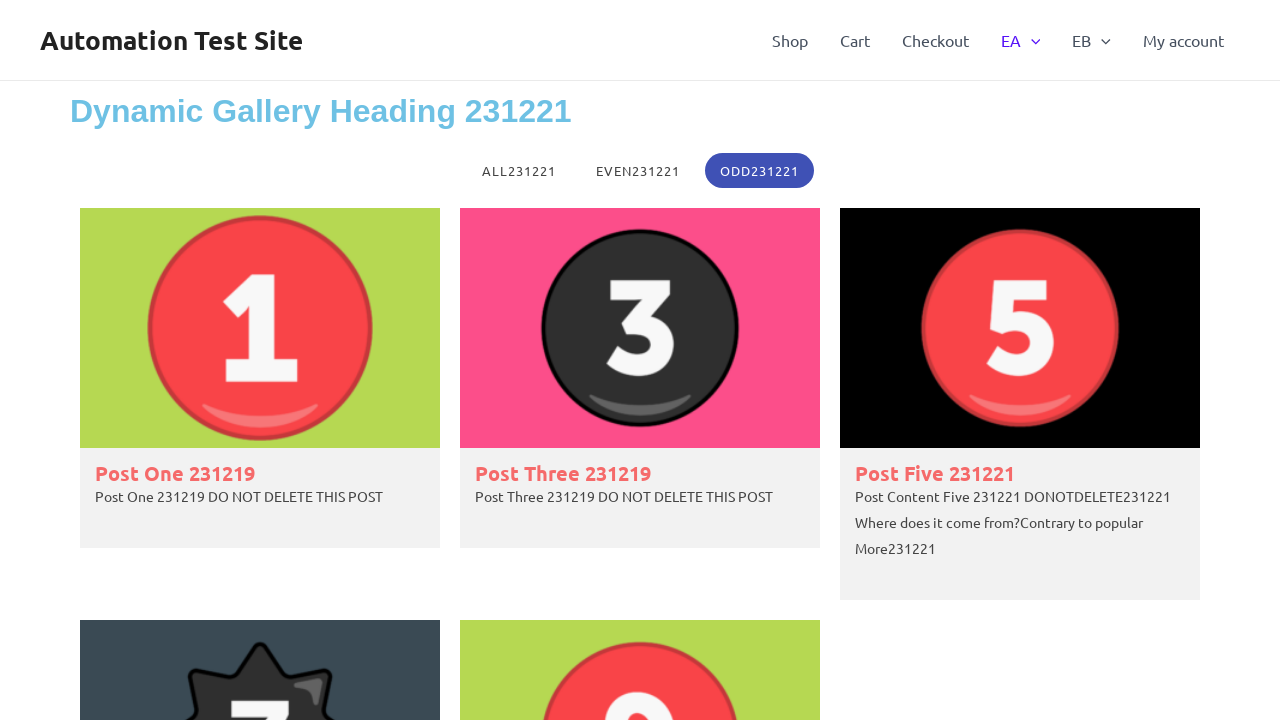 Automation Test Site
Shop Cart Checkout EA EB My account
Dynamic Gallery Heading 231221
ALL231221 EVEN231221 ODD231221
1 3 5
Post One 231219
Post One 231219 DO NOT DELETE THIS POST
Post Three 231219
Post Three 231219 DO NOT DELETE THIS POST
Post Five 231221
Post Content Five 231221 DONOTDELETE231221
Where does it come from?Contrary to popular
More231221